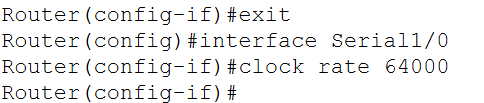 Router(config-if)#exit
Router(config)#interface Serial1/0
Router(config-if)#clock rate 64000
Router(config-if)#